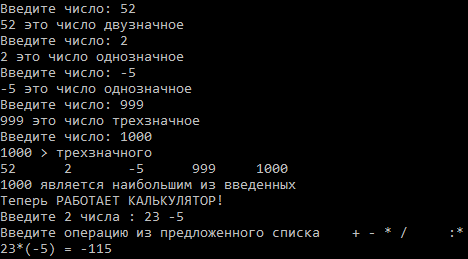 Введите число: 52
52 это число двузначное
Введите число: 2
2 это число однозначное
Введите число: -5
-5 это число однозначное
Введите число: 999
999 это число трехзначное
Введите число: 1000
1000 > трехзначного
52      2       -5      999     1000
1000 является наибольшим из введенных
Теперь РАБОТАЕТ КАЛЬКУЛЯТОР!
Введите 2 числа : 23 -5
Введите операцию из предложенного списка    + - * /     :*
23*(-5) = -115